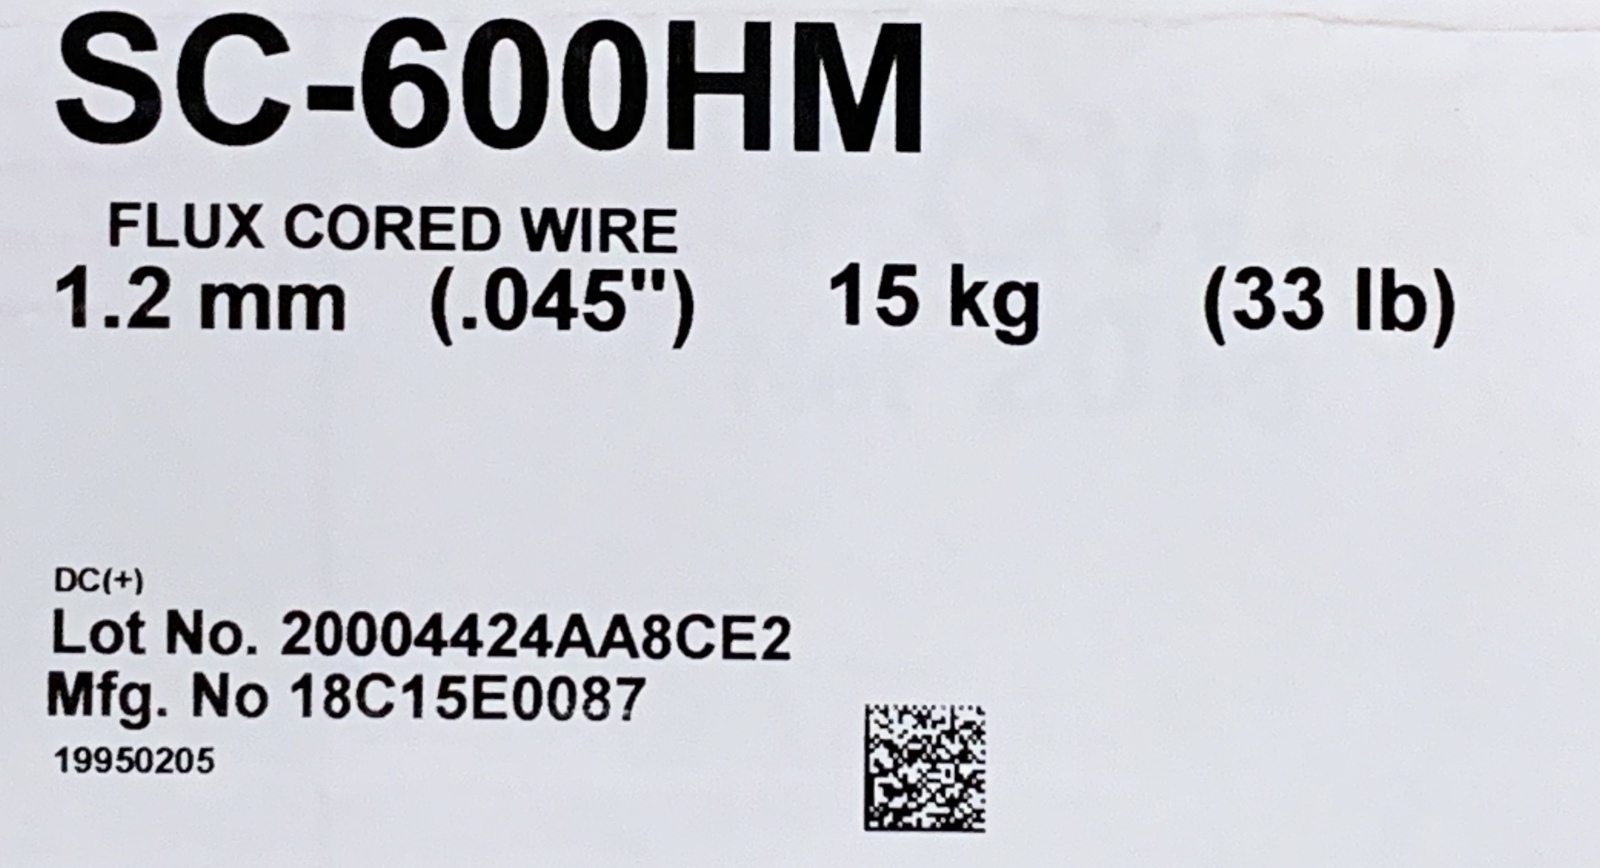 SC-600HM
FLUX CORED WIRE
1.2 mm (.045") 15 kg (33 lb)
DC(+)
Lot No. 20004424AA8CE2
Mfg. No 18C15E0087
19950205